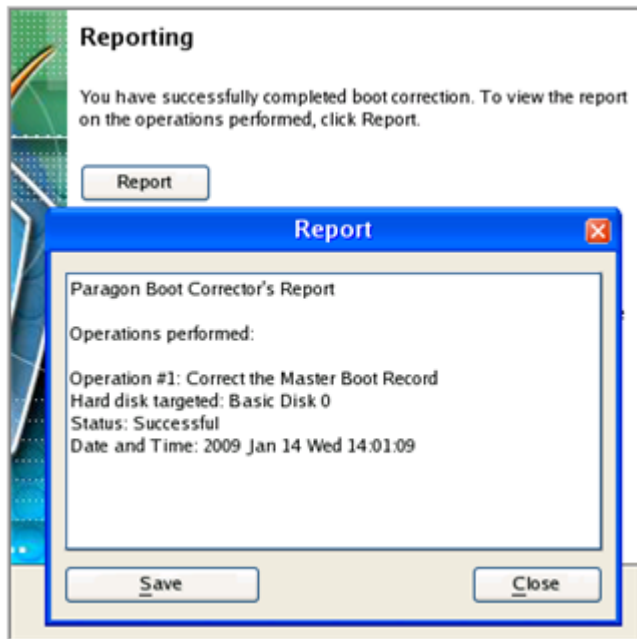 Reporting
You have successfully completed boot correction. To view the report
on the operations performed, click Report.
Report
Report
Paragon Boot Corrector's Report
Operations performed:
Operation #1: Correct the Master Boot Record
Hard disk targeted: Basic Disk 0
Status: Successful
Date and Time: 2009 Jan 14 Wed 14:01:09
Save
Close